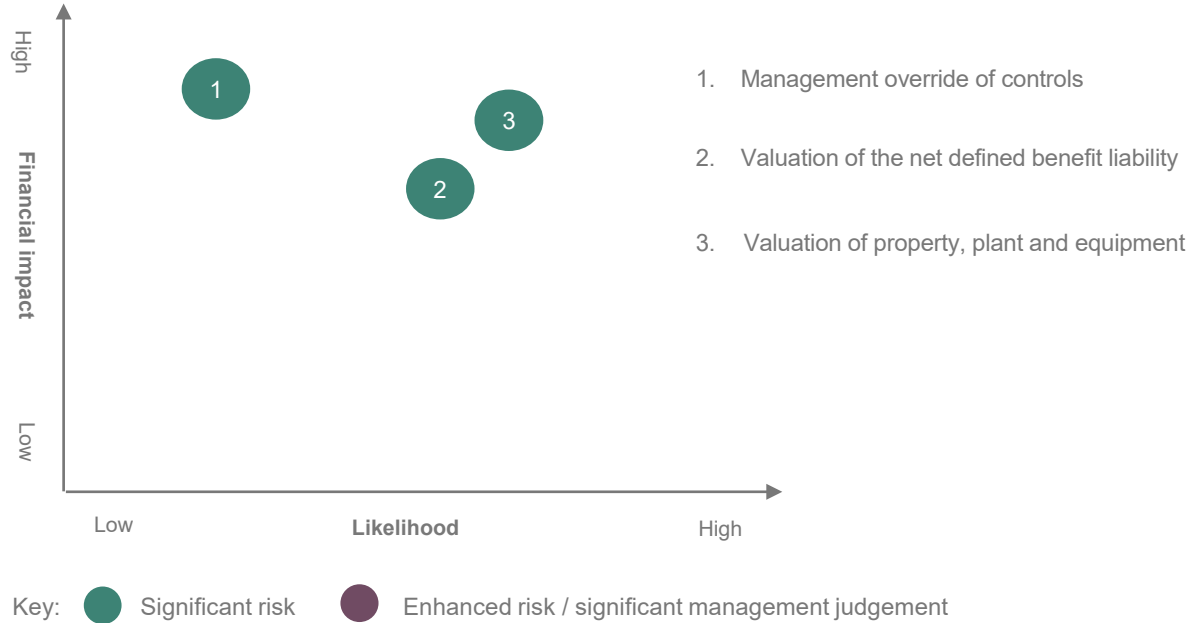 High
Financial impact
Low
1
3
2
1. Management override of controls
2. Valuation of the net defined benefit liability
3. Valuation of property, plant and equipment
Low
Likelihood
High
Key: Significant risk Enhanced risk / significant management judgement